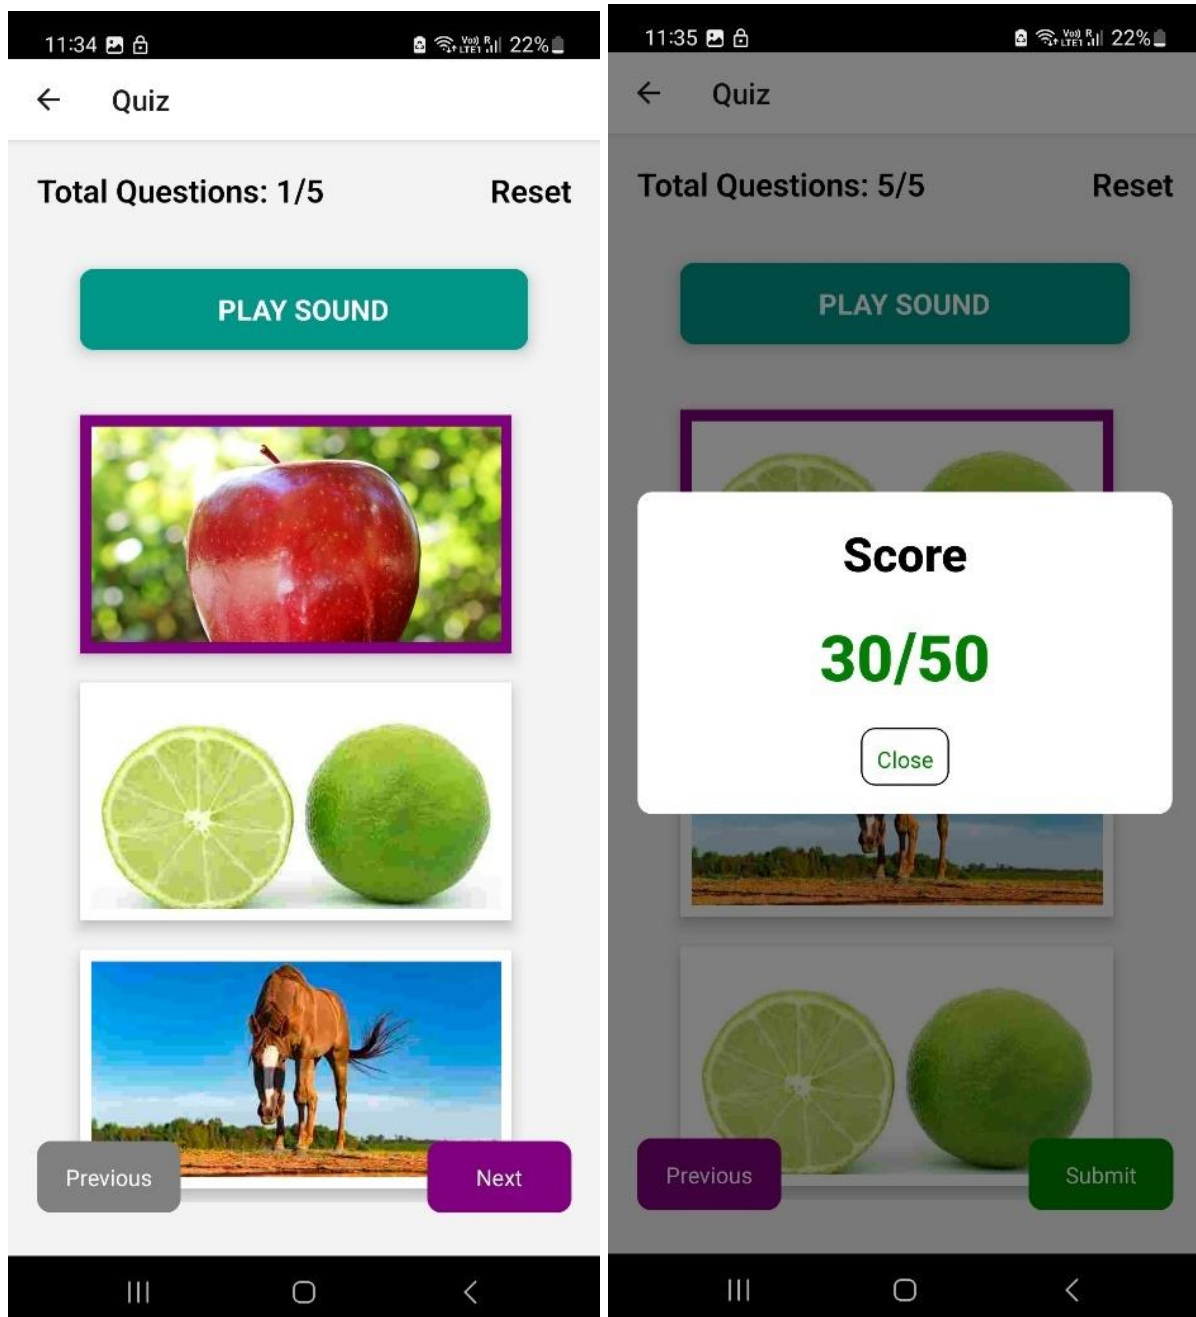 11:34 22%
Quiz
Total Questions: 1/5 Reset
PLAY SOUND
Previous Next
11:35 22%
Quiz
Total Questions: 5/5 Reset
PLAY SOUND
Score
30/50
Close
Previous Submit